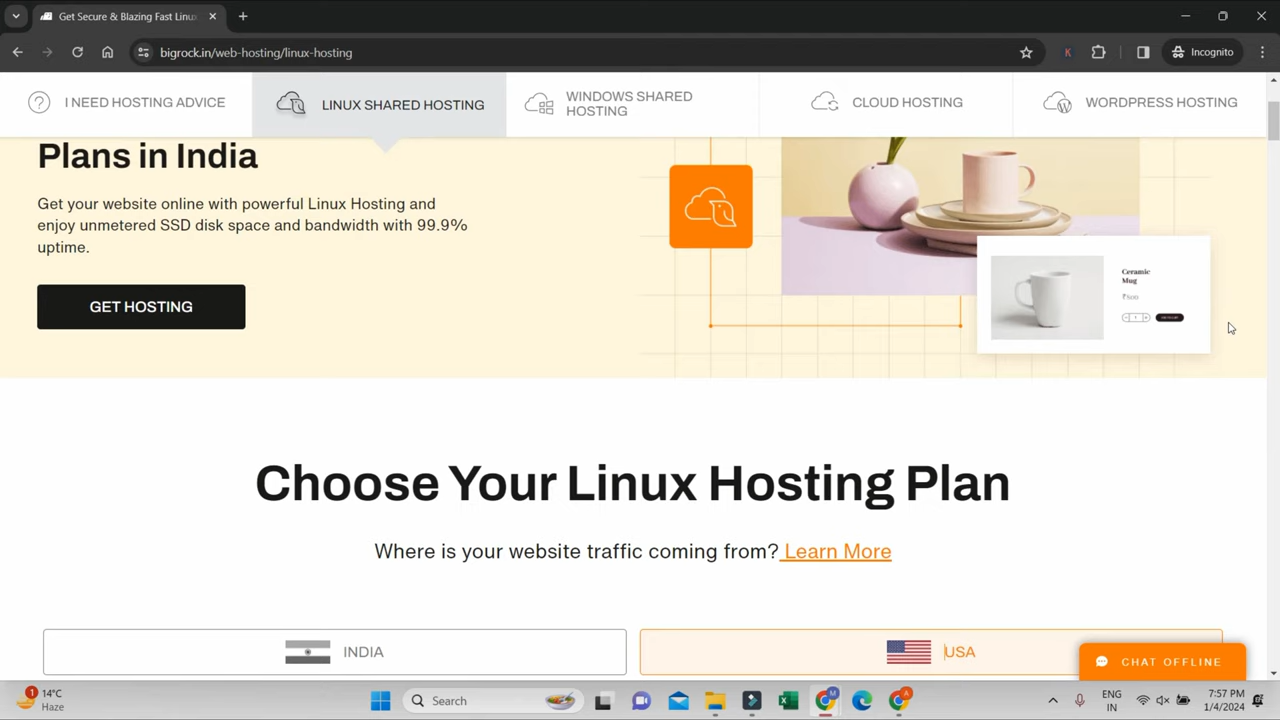 Get Secure & Blazing Fast Linu
bigrock.in/web-hosting/linux-hosting
Incognito
I NEED HOSTING ADVICE
LINUX SHARED HOSTING
WINDOWS SHARED
HOSTING
CLOUD HOSTING
WORDPRESS HOSTING
Plans in India
Get your website online with powerful Linux Hosting and
enjoy unmetered SSD disk space and bandwidth with 99.9%
uptime.
GET HOSTING
Ceramic
Mug
₹500
Choose Your Linux Hosting Plan
Where is your website traffic coming from? Learn More
INDIA
USA
CHAT OFFLINE
1
14°C
Haze
Search
ENG
IN
7:57 PM
1/4/2024